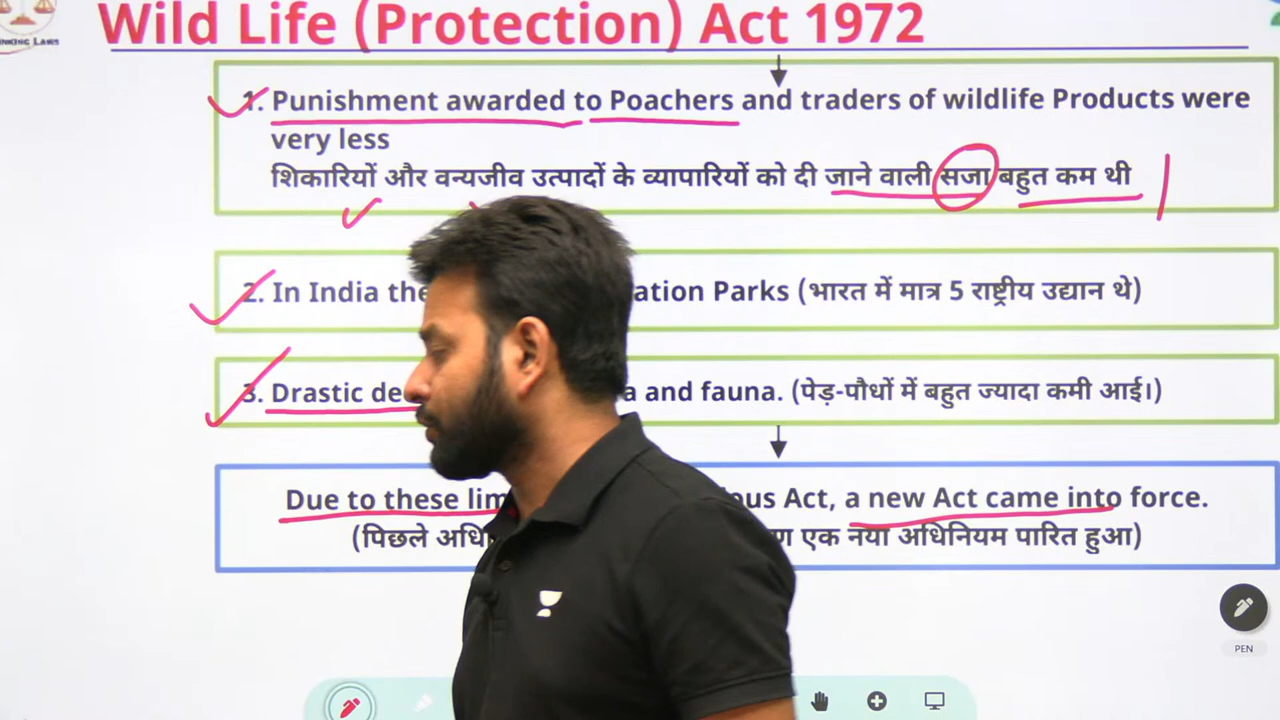 Wild Life (Protection) Act 1972
LAWS
1. Punishment awarded to Poachers and traders of wildlife Products were
very less
शिकारियों और वन्यजीव उत्पादों के व्यापारियों को दी जाने वाली सजा बहुत कम थी
2. In India the ation Parks (भारत में मात्र 5 राष्ट्रीय उद्यान थे)
3. Drastic de a and fauna. (पेड़-पौधों में बहुत ज्यादा कमी आई।)
Due to these lim ous Act, a new Act came into force.
(पिछले अधि ण एक नया अधिनियम पारित हुआ)
PEN